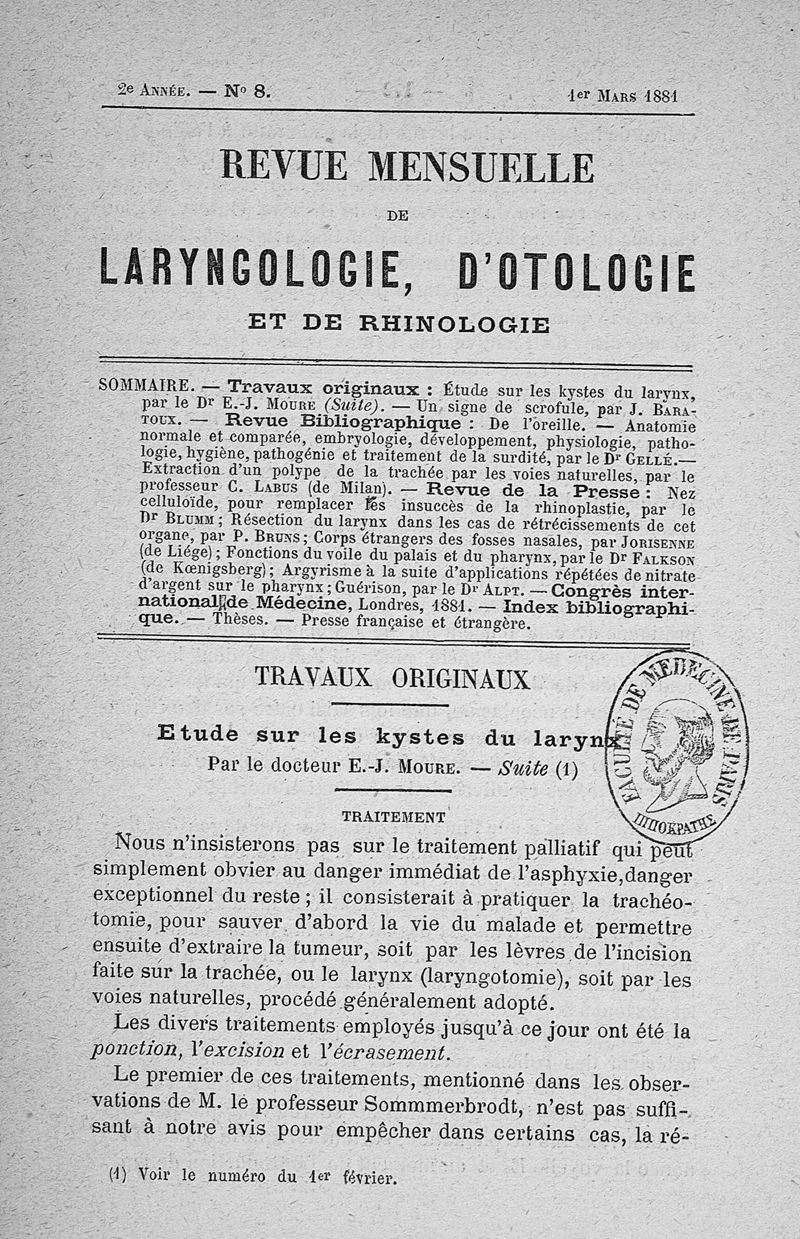 2e Année. — No 8.
1er Mars 1881
REVUE MENSUELLE
DE
LARYNGOLOGIE, D'OTOLOGIE
ET DE RHINOLOGIE
SOMMAIRE. — Travaux originaux : Étude sur les kystes du larynx,
par le Dr E.-J. Moure (Suite). — Un signe de scrofule, par J. Bara-
toux. — Revue Bibliographique : De l'oreille. — Anatomie
normale et comparée, embryologie, développement, physiologie, patho-
logie, hygiène, pathogénie et traitement de la surdité, par le Dr Gellé.—
Extraction d'un polype de la trachée par les voies naturelles, par le
professeur C. Labus (de Milan). — Revue de la Presse : Nez
celluloïde, pour remplacer les insuccès de la rhinoplastie, par le
Dr Blumm ; Résection du larynx dans les cas de rétrécissements de cet
organe, par P. Bruns ; Corps étrangers des fosses nasales, par Jorisenne
(de Liége) ; Fonctions du voile du palais et du pharynx, par le Dr Falkson
(de Kœnigsberg) ; Argyrisme à la suite d'applications répétées de nitrate
d'argent sur le pharynx ; Guérison, par le Dr Alpt. — Congrès inter-
national de Médecine, Londres, 1881. — Index bibliographi-
que. — Thèses. — Presse française et étrangère.
TRAVAUX ORIGINAUX
Etude sur les kystes du larynx
Par le docteur E.-J. Moure. — Suite (1)
FACULTÉ DE MEDECINE DE PARIS
ΙΠΠΟΚΡΑΤΗΣ
TRAITEMENT
Nous n'insisterons pas sur le traitement palliatif qui peut
simplement obvier au danger immédiat de l'asphyxie, danger
exceptionnel du reste ; il consisterait à pratiquer la trachéo-
tomie, pour sauver d'abord la vie du malade et permettre
ensuite d'extraire la tumeur, soit par les lèvres de l'incision
faite sur la trachée, ou le larynx (laryngotomie), soit par les
voies naturelles, procédé généralement adopté.
Les divers traitements employés jusqu'à ce jour ont été la
ponction, l'excision et l'écrasement.
Le premier de ces traitements, mentionné dans les obser-
vations de M. le professeur Sommmerbrodt, n'est pas suffi-
sant à notre avis pour empêcher dans certains cas, la ré-
(1) Voir le numéro du 1er février.